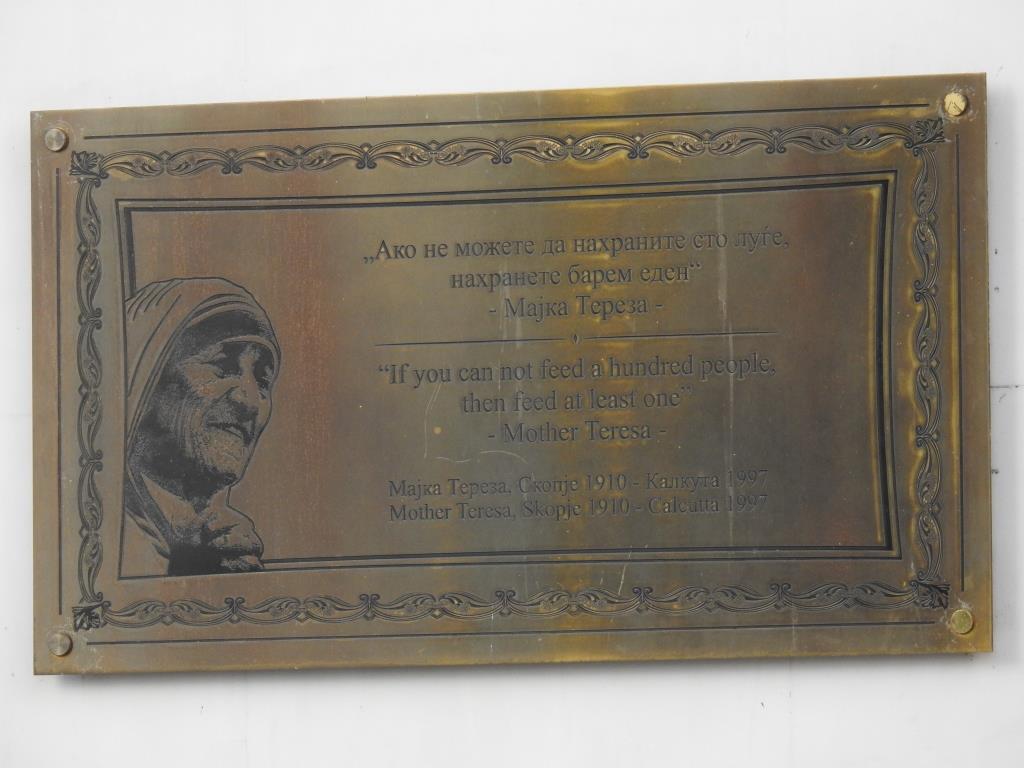 „Ако не можете да нахраните сто луѓе,
нахранете барем еден“
- Мајка Тереза -
“If you can not feed a hundred people,
then feed at least one”
- Mother Teresa -
Мајка Тереза, Скопје 1910 - Калкута 1997
Mother Teresa, Skopje 1910 - Calcutta 1997